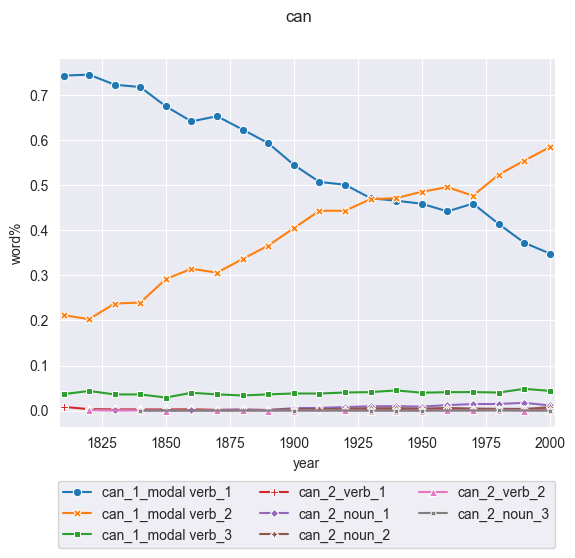 can
word%
0.7
0.6
0.5
0.4
0.3
0.2
0.1
0.0
1825 1850 1875 1900 1925 1950 1975 2000
year
can_1_modal verb_1 can_2_verb_1 can_2_verb_2
can_1_modal verb_2 can_2_noun_1 can_2_noun_3
can_1_modal verb_3 can_2_noun_2